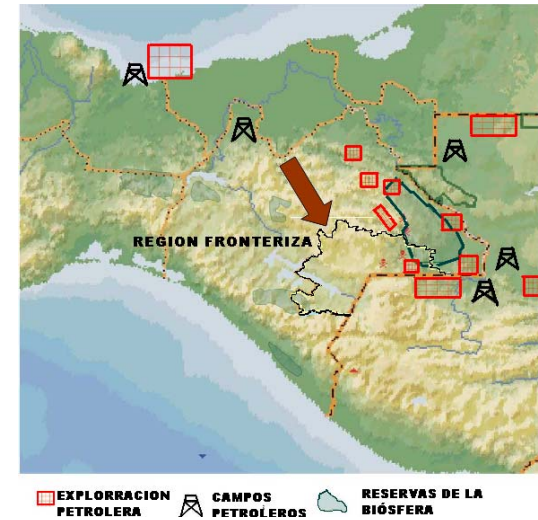 REGION FRONTERIZA
EXPLORRACION
PETROLERA
CAMPOS
PETROLEROS
RESERVAS DE LA
BIÓSFERA